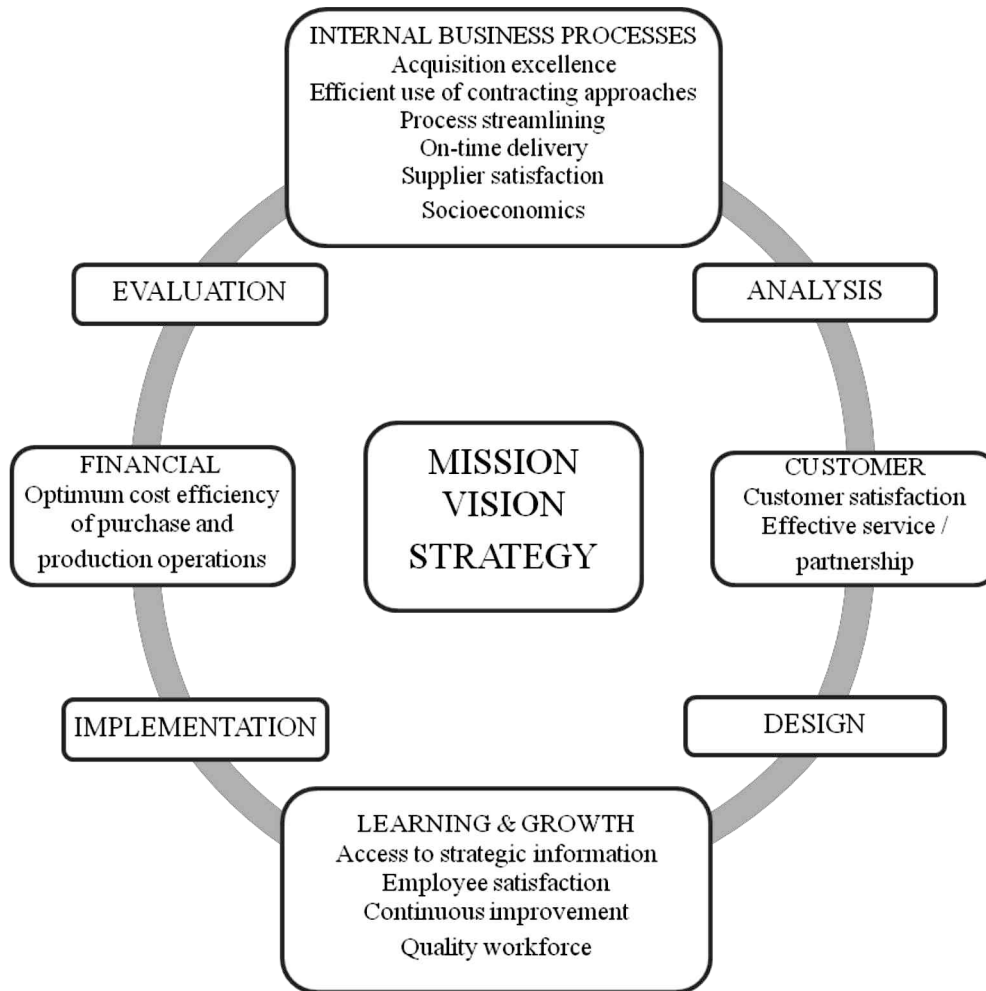 INTERNAL BUSINESS PROCESSES
Acquisition excellence
Efficient use of contracting approaches
Process streamlining
On-time delivery
Supplier satisfaction
Socioeconomics
EVALUATION
ANALYSIS
FINANCIAL
Optimum cost efficiency
of purchase and
production operations
MISSION
VISION
STRATEGY
CUSTOMER
Customer satisfaction
Effective service /
partnership
IMPLEMENTATION
DESIGN
LEARNING & GROWTH
Access to strategic information
Employee satisfaction
Continuous improvement
Quality workforce